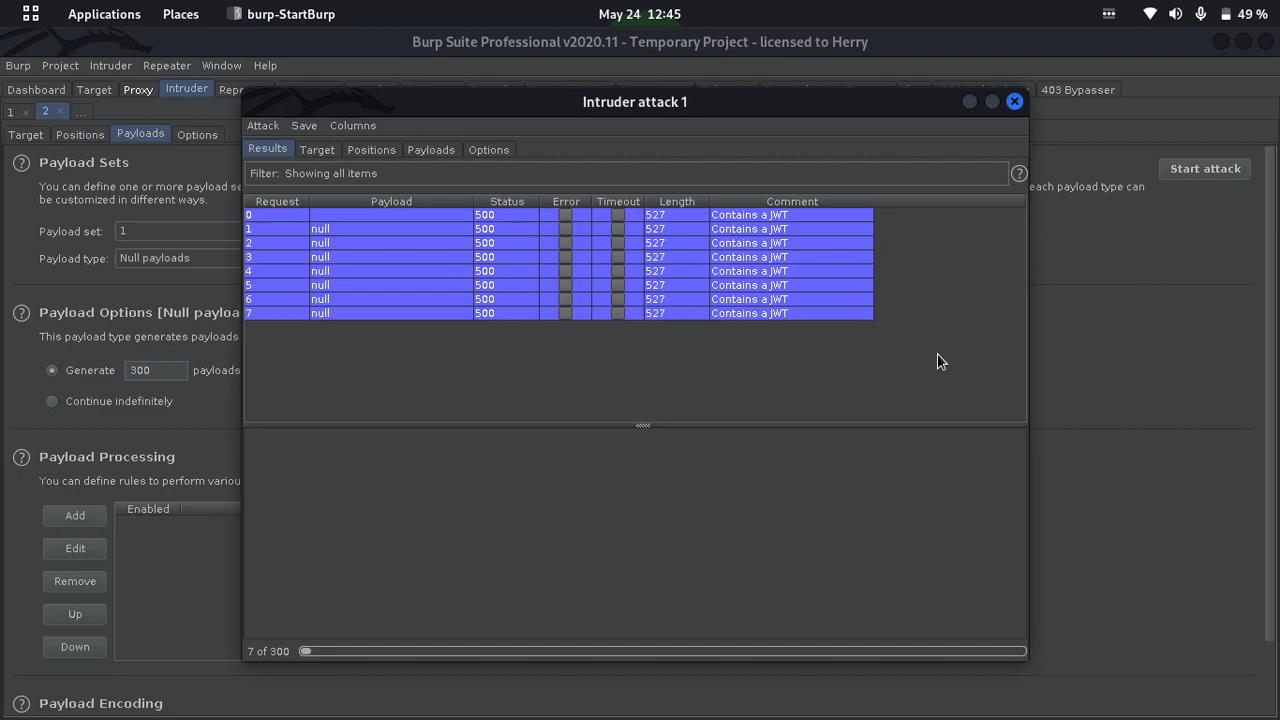 Applications Places burp-StartBurp May 24 12:45 49 %
Burp Suite Professional v2020.11 - Temporary Project - licensed to Herry
Burp Project Intruder Repeater Window Help
Dashboard Target Proxy Intruder Repe 403 Bypasser
1 × 2 × ...
Target Positions Payloads Options
? Payload Sets
You can define one or more payload se each payload type can
be customized in different ways.
Start attack
Payload set: 1
Payload type: Null payloads
? Payload Options [Null payloa
This payload type generates payloads
Generate 300 payloads
Continue indefinitely
? Payload Processing
You can define rules to perform variou
Add Enabled
Edit
Remove
Up
Down
? Payload Encoding
Intruder attack 1
Attack Save Columns
Results Target Positions Payloads Options
Filter: Showing all items ?
Request Payload Status Error Timeout Length Comment
0 500 527 Contains a JWT
1 null 500 527 Contains a JWT
2 null 500 527 Contains a JWT
3 null 500 527 Contains a JWT
4 null 500 527 Contains a JWT
5 null 500 527 Contains a JWT
6 null 500 527 Contains a JWT
7 null 500 527 Contains a JWT
7 of 300